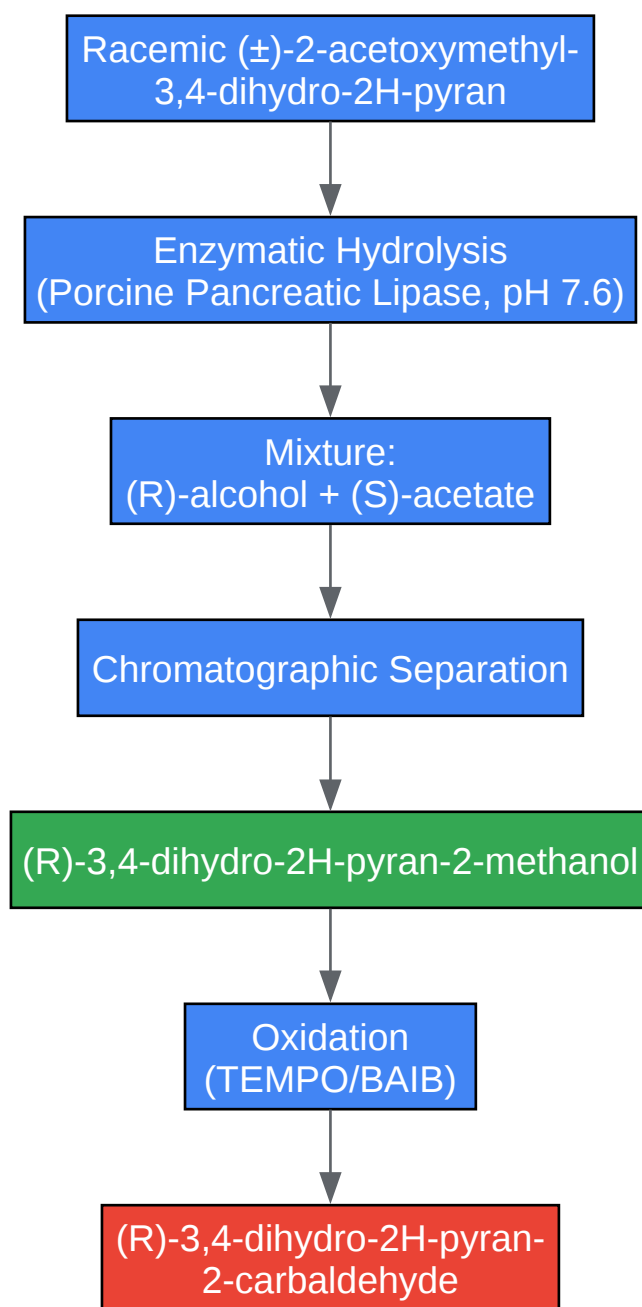 Racemic (±)-2-acetoxymethyl-
3,4-dihydro-2H-pyran
Enzymatic Hydrolysis
(Porcine Pancreatic Lipase, pH 7.6)
Mixture:
(R)-alcohol + (S)-acetate
Chromatographic Separation
(R)-3,4-dihydro-2H-pyran-2-methanol
Oxidation
(TEMPO/BAIB)
(R)-3,4-dihydro-2H-pyran-
2-carbaldehyde